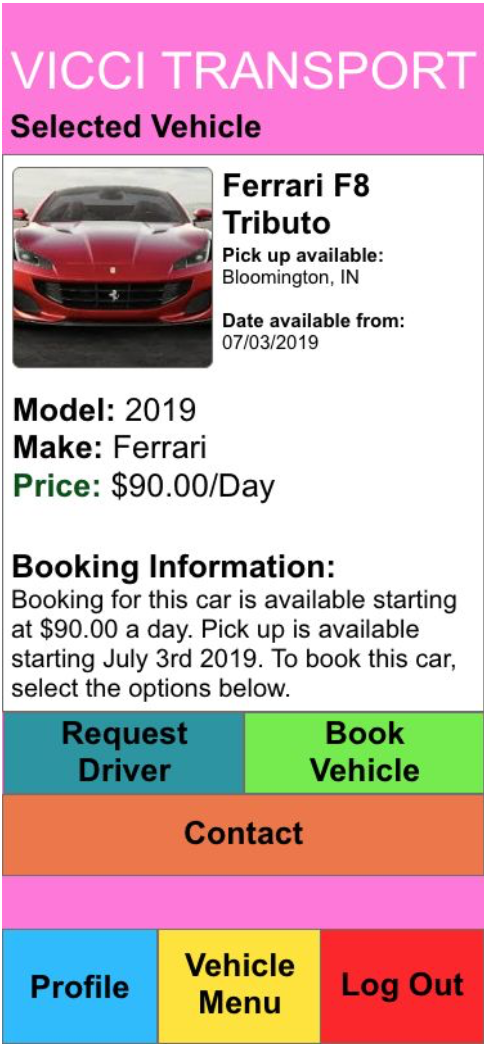 VICCI TRANSPORT
Selected Vehicle
Ferrari F8
Tributo
Pick up available:
Bloomington, IN
Date available from:
07/03/2019
Model: 2019
Make: Ferrari
Price: $90.00/Day
Booking Information:
Booking for this car is available starting
at $90.00 a day. Pick up is available
starting July 3rd 2019. To book this car,
select the options below.
Request
Driver
Book
Vehicle
Contact
Profile
Vehicle
Menu
Log Out